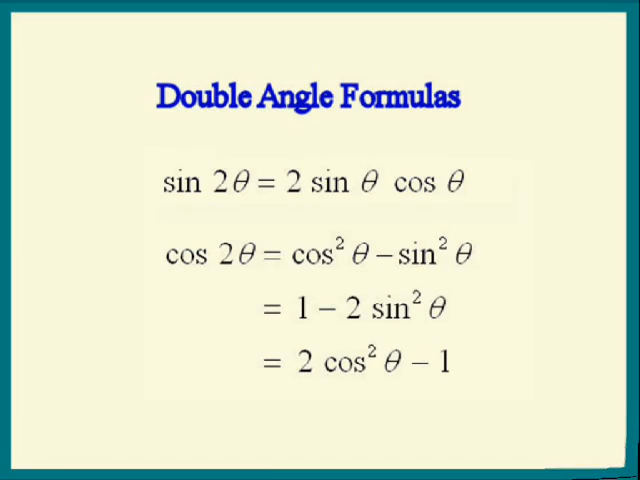 Double Angle Formulas
sin 2θ = 2 sin θ cos θ
cos 2θ = cos² θ − sin² θ
= 1 − 2 sin² θ
= 2 cos² θ − 1